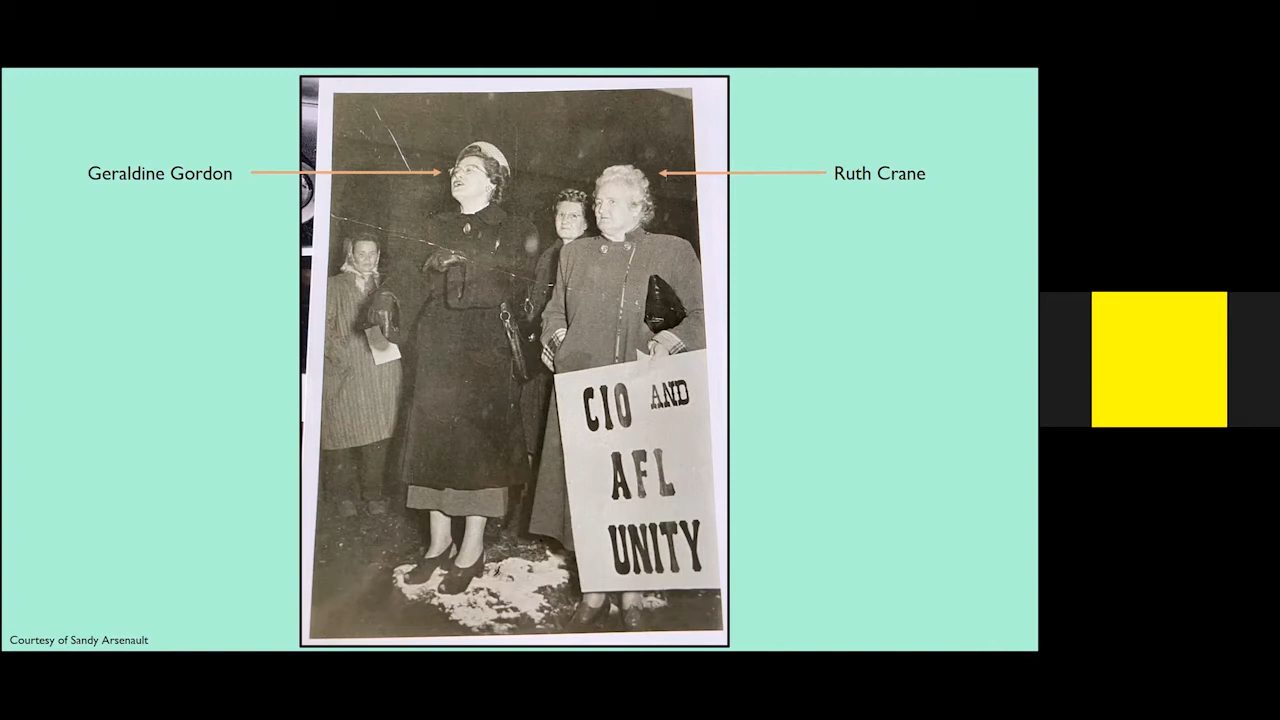 Geraldine Gordon
Ruth Crane
CIO AND
AFL
UNITY
Courtesy of Sandy Arsenault